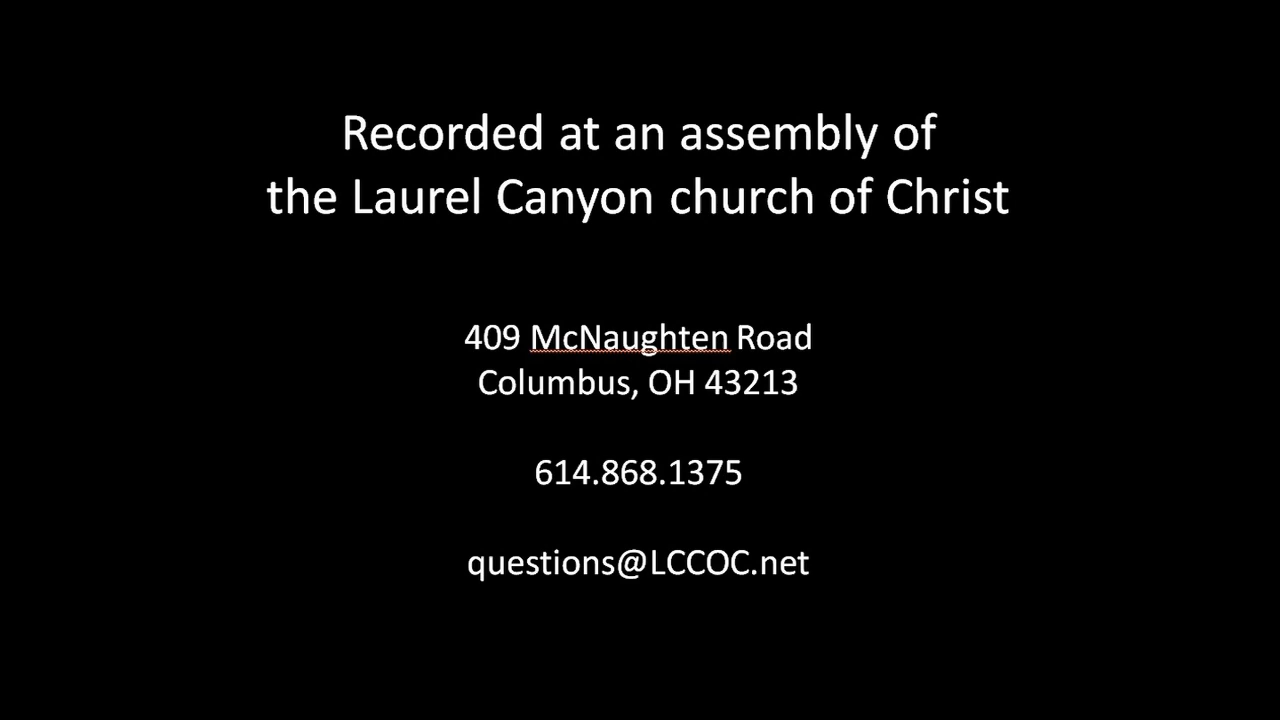 Recorded at an assembly of
the Laurel Canyon church of Christ
409 McNaughten Road
Columbus, OH 43213
614.868.1375
questions@LCCOC.net